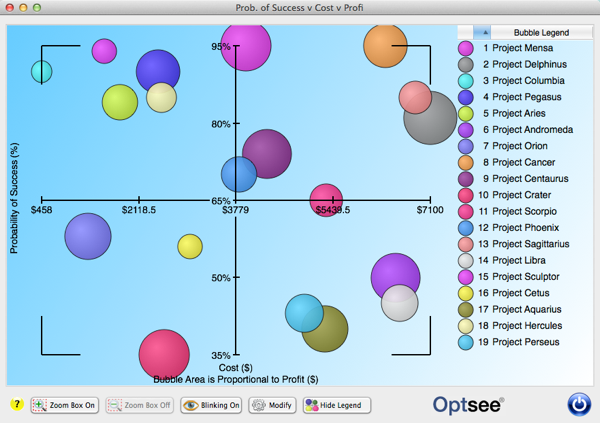 Prob. of Success v Cost v Profi
Bubble Legend
1 Project Mensa
2 Project Delphinus
3 Project Columbia
4 Project Pegasus
5 Project Aries
6 Project Andromeda
7 Project Orion
8 Project Cancer
9 Project Centaurus
10 Project Crater
11 Project Scorpio
12 Project Phoenix
13 Project Sagittarius
14 Project Libra
15 Project Sculptor
16 Project Cetus
17 Project Aquarius
18 Project Hercules
19 Project Perseus
Probability of Success (%)
95%
80%
65%
50%
35%
$458 $2118.5 $3779 $5439.5 $7100
Cost ($)
Bubble Area is Proportional to Profit ($)
? Zoom Box On Zoom Box Off Blinking On Modify Hide Legend Optsee®